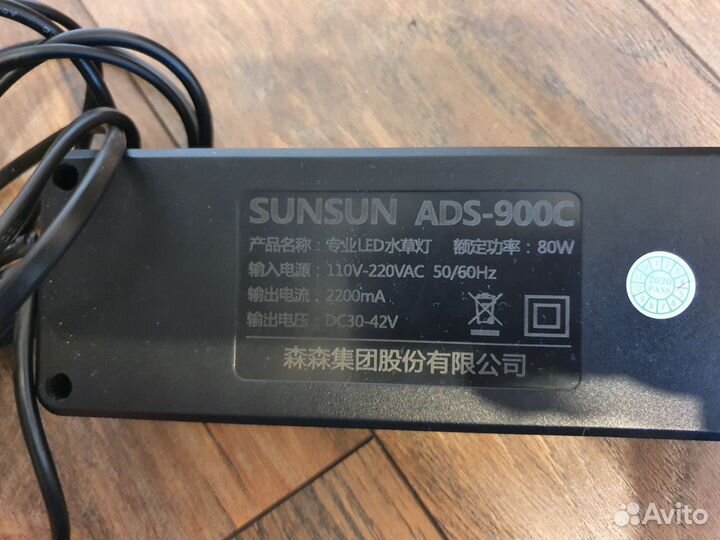 SUNSUN ADS-900C
产品名称：专业LED水草灯 额定功率：80W
输入电源：110V-220VAC 50/60Hz
输出电流：2200mA
输出电压：DC30-42V
森森集团股份有限公司
2020
PASS
Avito